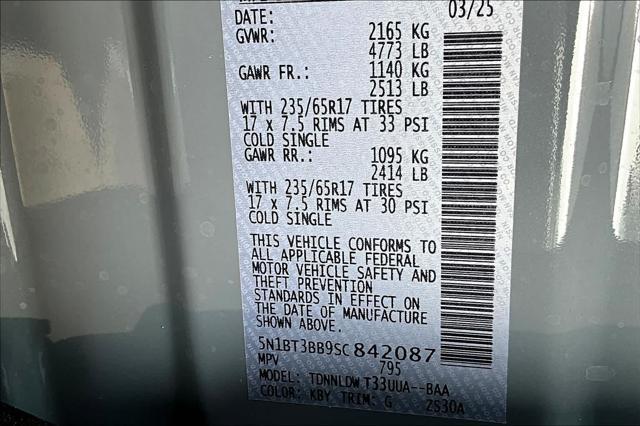 DATE: 03/25
GVWR: 2165 KG
4773 LB
GAWR FR.: 1140 KG
2513 LB
WITH 235/65R17 TIRES
17 x 7.5 RIMS AT 33 PSI
COLD SINGLE
GAWR RR.: 1095 KG
2414 LB
WITH 235/65R17 TIRES
17 x 7.5 RIMS AT 30 PSI
COLD SINGLE
THIS VEHICLE CONFORMS TO
ALL APPLICABLE FEDERAL
MOTOR VEHICLE SAFETY AND
THEFT PREVENTION
STANDARDS IN EFFECT ON
THE DATE OF MANUFACTURE
SHOWN ABOVE.
5N1BT3BB9SC842087
MPV 795
MODEL: TDNNLDW T33UUA--BAA
COLOR: KBY TRIM: G 2S30A